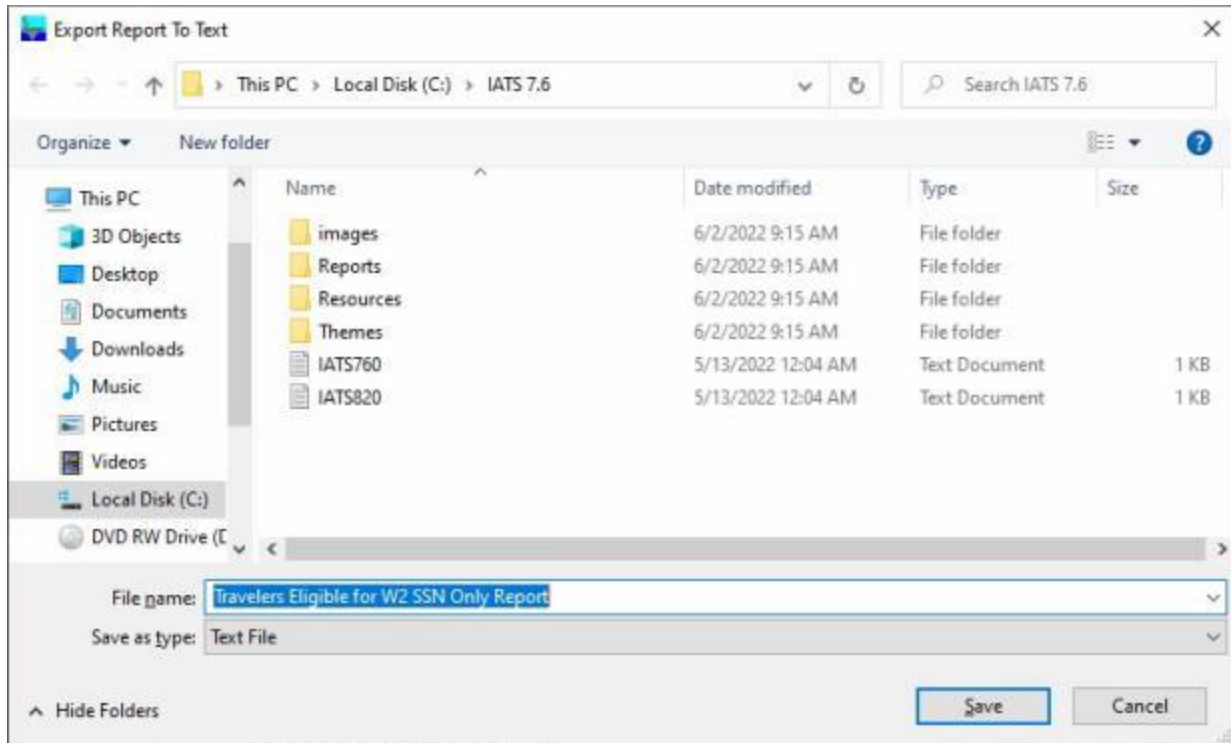 Export Report To Text
This PC > Local Disk (C:) > IATS 7.6
Search IATS 7.6
Organize
New folder
Name Date modified Type Size
This PC
3D Objects
Desktop
Documents
Downloads
Music
Pictures
Videos
Local Disk (C:)
DVD RW Drive (D
images 6/2/2022 9:15 AM File folder
Reports 6/2/2022 9:15 AM File folder
Resources 6/2/2022 9:15 AM File folder
Themes 6/2/2022 9:15 AM File folder
IATS760 5/13/2022 12:04 AM Text Document 1 KB
IATS820 5/13/2022 12:04 AM Text Document 1 KB
File name: Travelers Eligible for W2 SSN Only Report
Save as type: Text File
Hide Folders
Save
Cancel